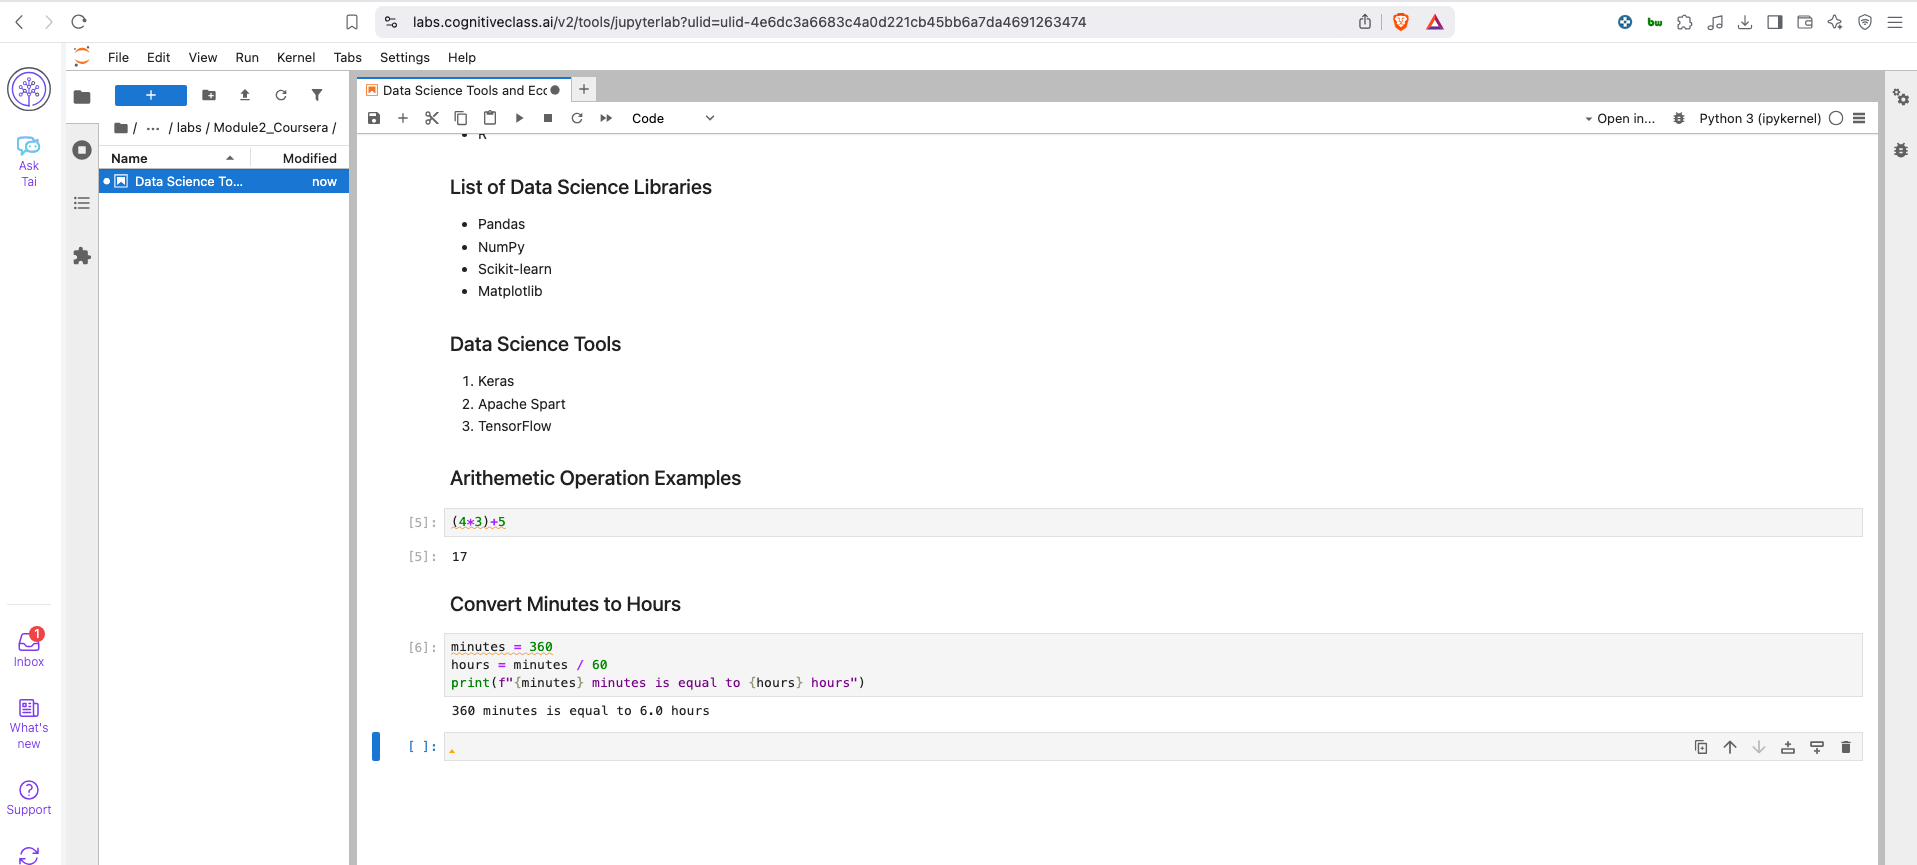 labs.cognitiveclass.ai/v2/tools/jupyterlab?ulid=ulid-4e6dc3a6683c4a0d221cb45bb6a7da4691263474
bw
File Edit View Run Kernel Tabs Settings Help
Ask
Tai
1
Inbox
What's
new
Support
+
/ ... / labs / Module2_Coursera /
Name Modified
Data Science To... now
Data Science Tools and Ecc
Code
Open in...
Python 3 (ipykernel)
R
List of Data Science Libraries
• Pandas
• NumPy
• Scikit-learn
• Matplotlib
Data Science Tools
1. Keras
2. Apache Spart
3. TensorFlow
Arithemetic Operation Examples
[5]: (4*3)+5
[5]: 17
Convert Minutes to Hours
[6]: minutes = 360
hours = minutes / 60
print(f"{minutes} minutes is equal to {hours} hours")
360 minutes is equal to 6.0 hours
[ ]: